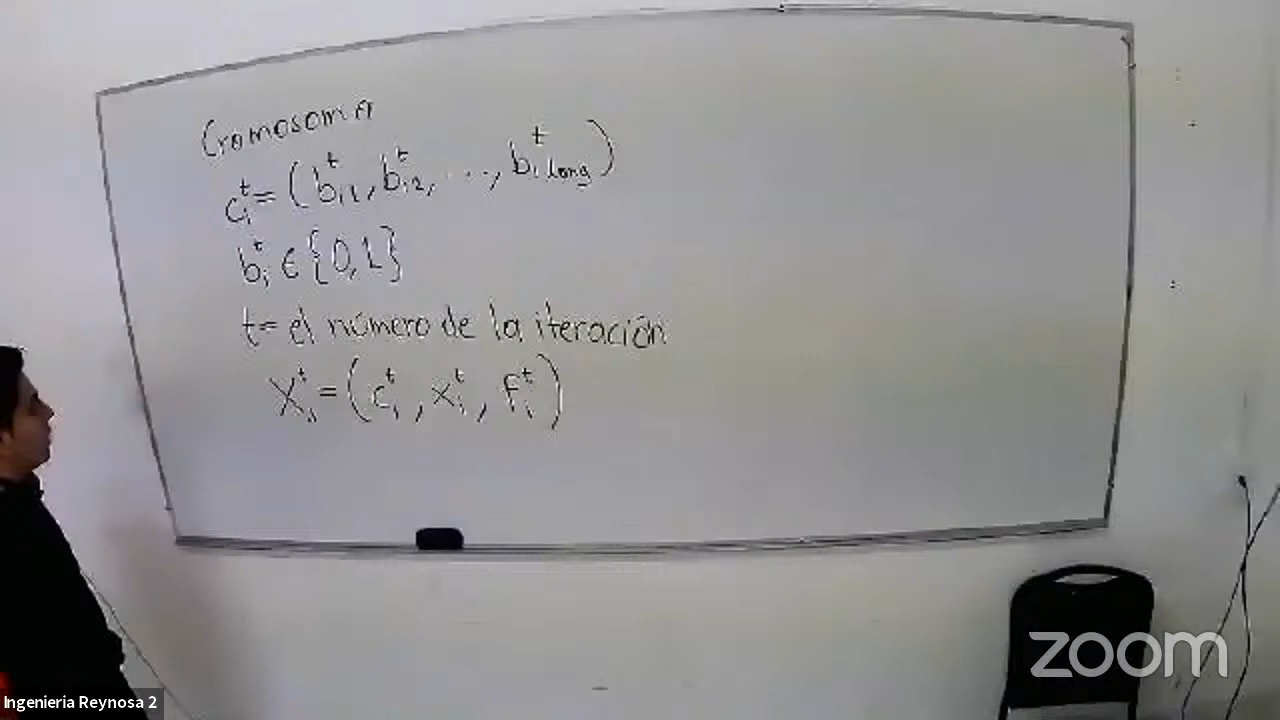 Cromosoma
c_i^t = (b_{i1}^t, b_{i2}^t, ..., b_{i long}^t)
b_i^t ∈ {0,1}
t = el número de la iteración
X_i^t = (c_i^t, x_i^t, f_i^t)
zoom
Ingenieria Reynosa 2